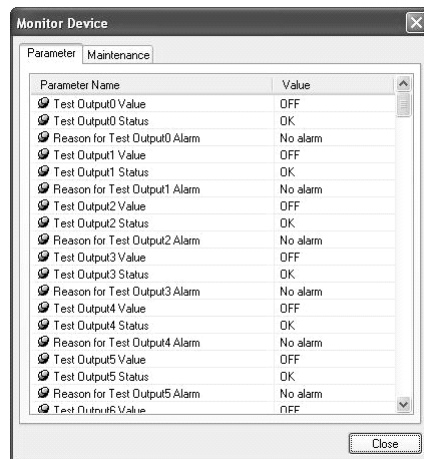 Monitor Device
Parameter Maintenance
Parameter Name Value
Test Output0 Value OFF
Test Output0 Status OK
Reason for Test Output0 Alarm No alarm
Test Output1 Value OFF
Test Output1 Status OK
Reason for Test Output1 Alarm No alarm
Test Output2 Value OFF
Test Output2 Status OK
Reason for Test Output2 Alarm No alarm
Test Output3 Value OFF
Test Output3 Status OK
Reason for Test Output3 Alarm No alarm
Test Output4 Value OFF
Test Output4 Status OK
Reason for Test Output4 Alarm No alarm
Test Output5 Value OFF
Test Output5 Status OK
Reason for Test Output5 Alarm No alarm
Test Output6 Value OFF
Close